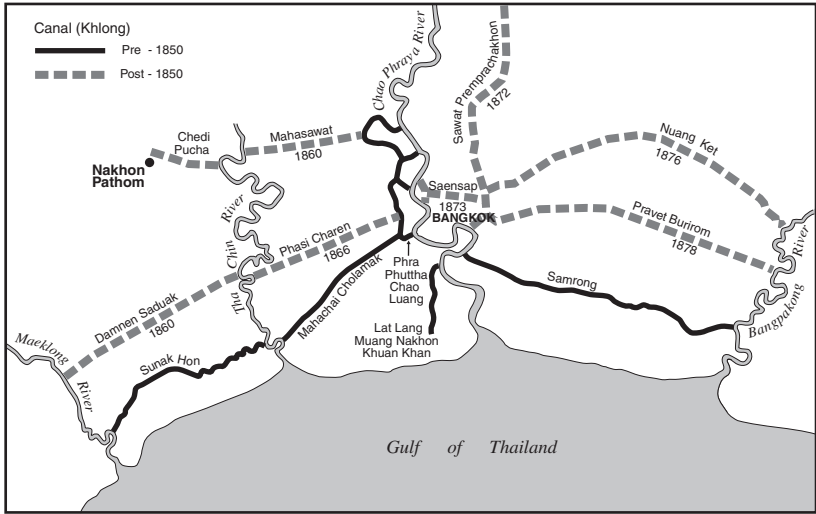 Canal (Khlong)
Pre - 1850
Post - 1850
Chao Phraya River
Sawat Premprachakhon
1872
Nuang Ket
1876
Chedi
Pucha
Mahasawat
1860
Nakhon
Pathom
Saensap
1873
BANGKOK
Pravet Burirom
1878
Tha Chin River
Phasi Charen
1866
Phra
Phuttha
Chao
Luang
Mahachai Cholamak
Samrong
Bangpakong River
Damnen Saduak
1860
Lat Lang
Muang Nakhon
Khuan Khan
Maeklong River
Sunak Hon
Gulf of Thailand